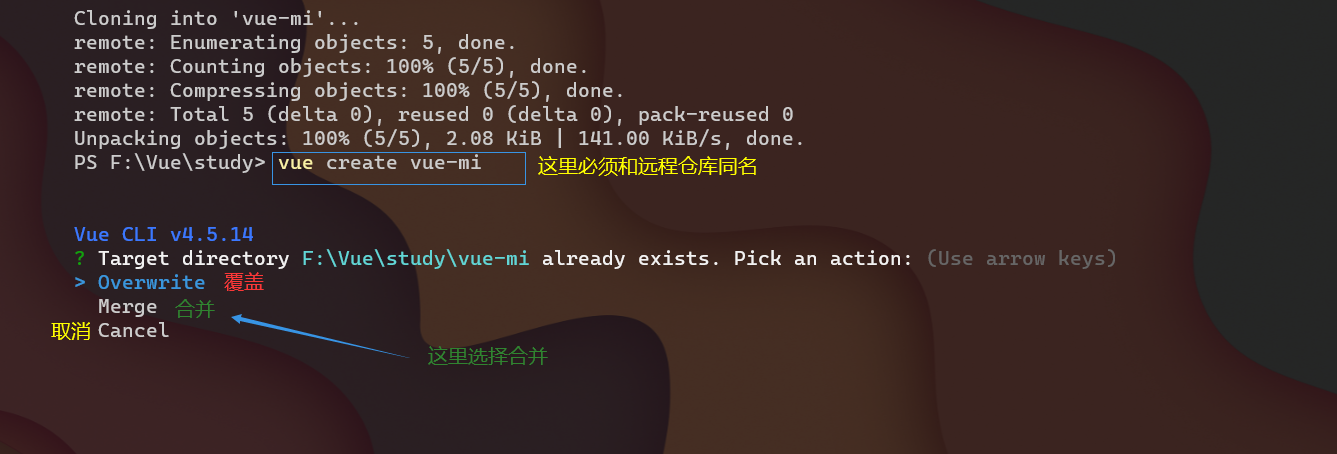 Cloning into 'vue-mi'...
remote: Enumerating objects: 5, done.
remote: Counting objects: 100% (5/5), done.
remote: Compressing objects: 100% (5/5), done.
remote: Total 5 (delta 0), reused 0 (delta 0), pack-reused 0
Unpacking objects: 100% (5/5), 2.08 KiB | 141.00 KiB/s, done.
PS F:\Vue\study> vue create vue-mi 这里必须和远程仓库同名
Vue CLI v4.5.14
? Target directory F:\Vue\study\vue-mi already exists. Pick an action: (Use arrow keys)
> Overwrite 覆盖
Merge 合并
取消 Cancel
这里选择合并